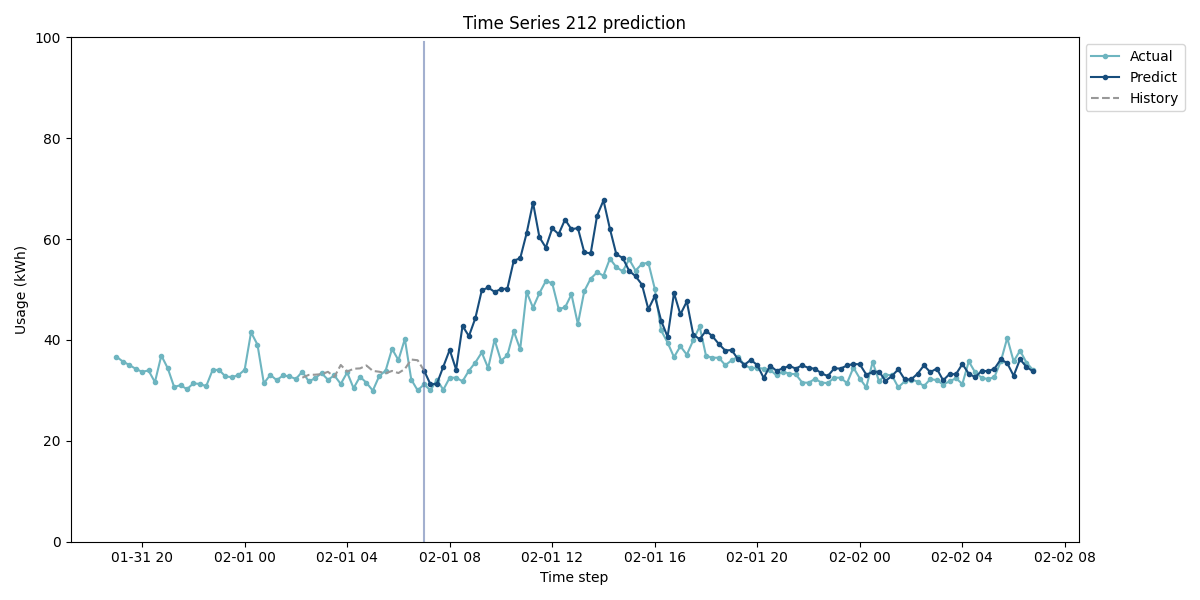 Time Series 212 prediction
Usage (kWh)
100
80
60
40
20
0
01-31 20
02-01 00
02-01 04
02-01 08
02-01 12
02-01 16
02-01 20
02-02 00
02-02 04
02-02 08
Time step
Actual
Predict
History